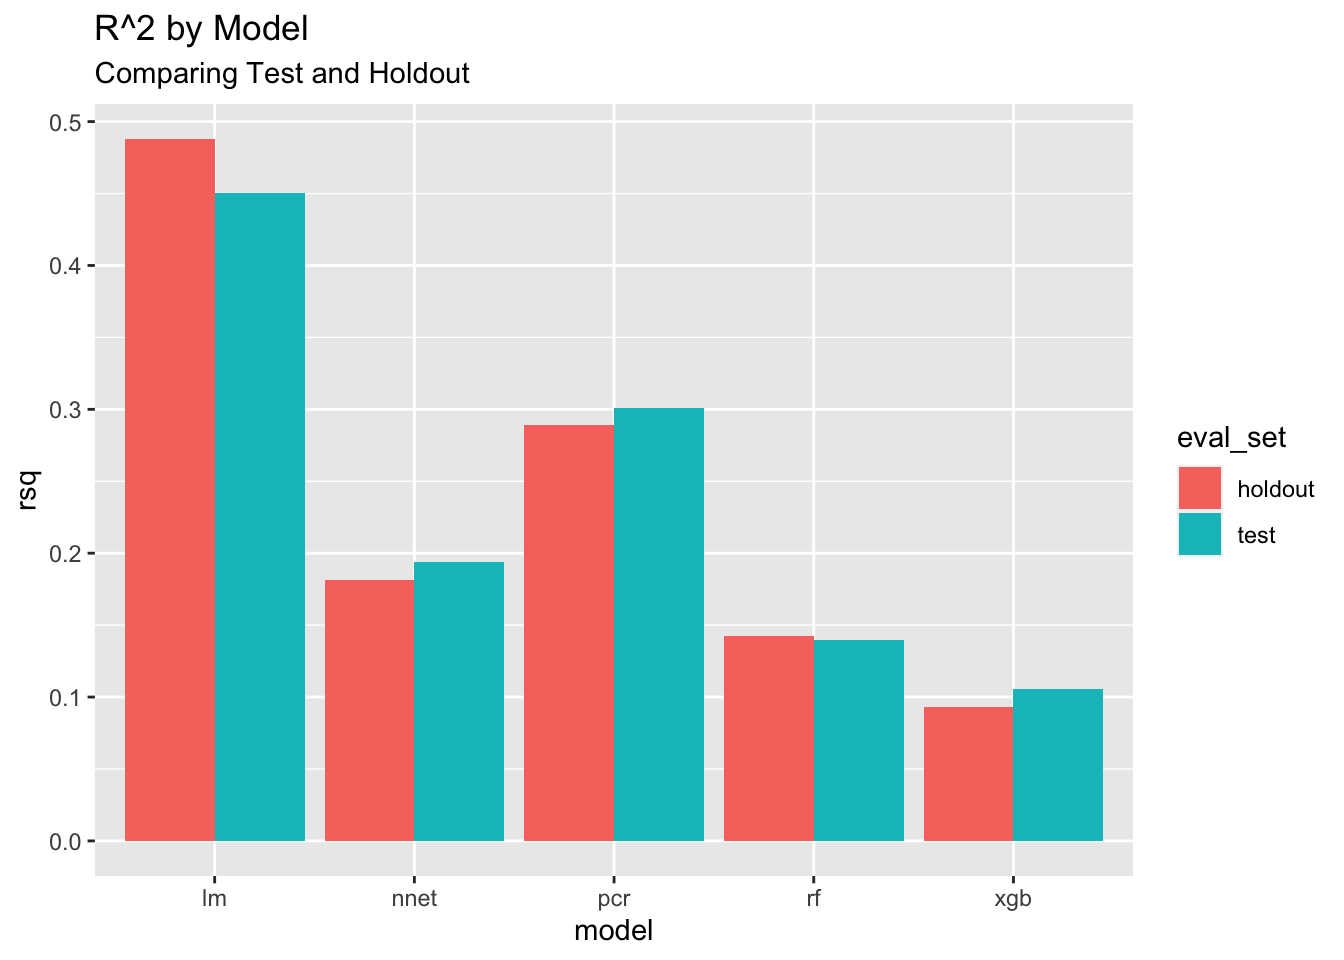 R^2 by Model
Comparing Test and Holdout
0.5
0.4
0.3
0.2
0.1
0.0
rsq
lm
nnet
pcr
rf
xgb
model
eval_set
holdout
test